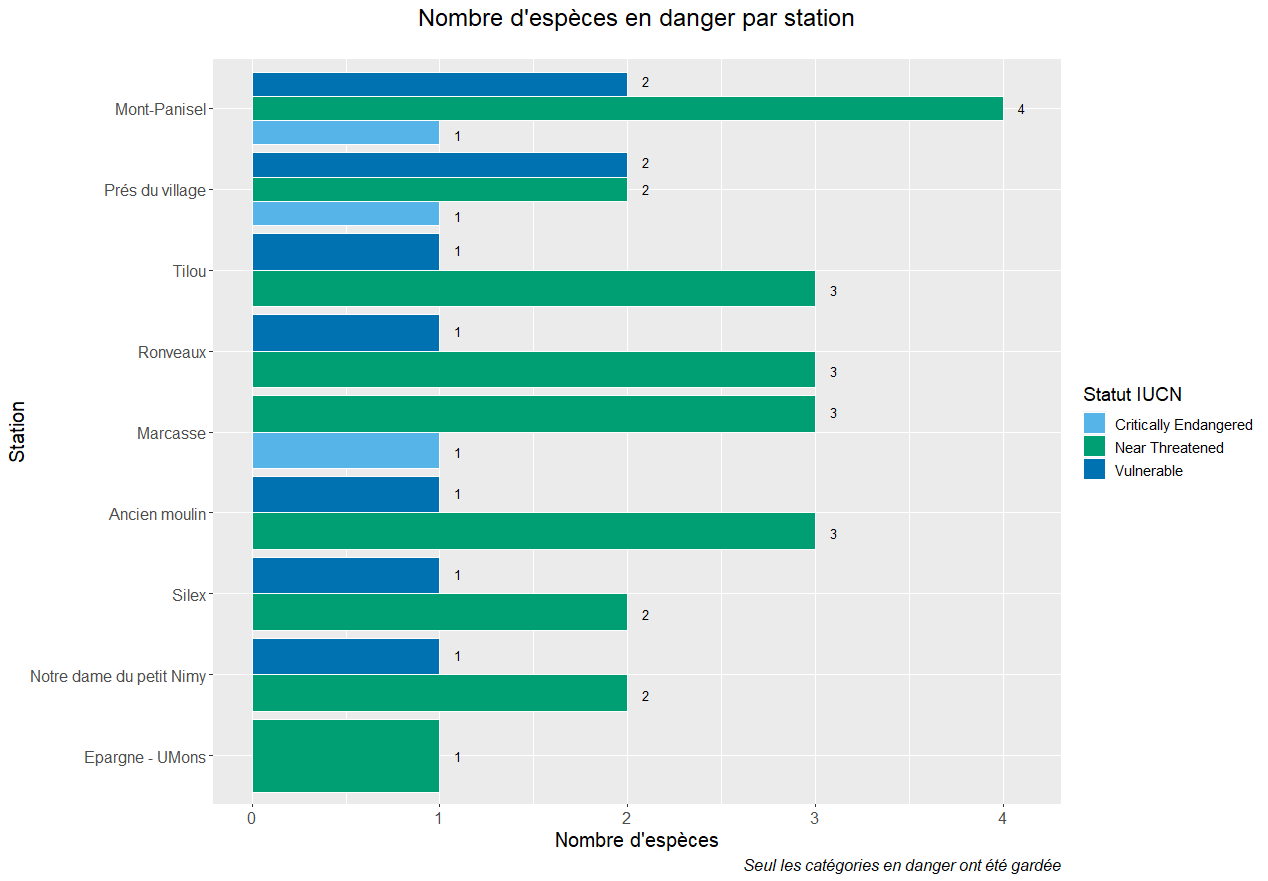 Nombre d'espèces en danger par station
Station
Mont-Panisel
2
4
1
Prés du village
2
2
1
Tilou
1
3
Ronveaux
1
3
Marcasse
3
1
Ancien moulin
1
3
Silex
1
2
Notre dame du petit Nimy
1
2
Epargne - UMons
1
0 1 2 3 4
Nombre d'espèces
Seul les catégories en danger ont été gardée
Statut IUCN
Critically Endangered
Near Threatened
Vulnerable